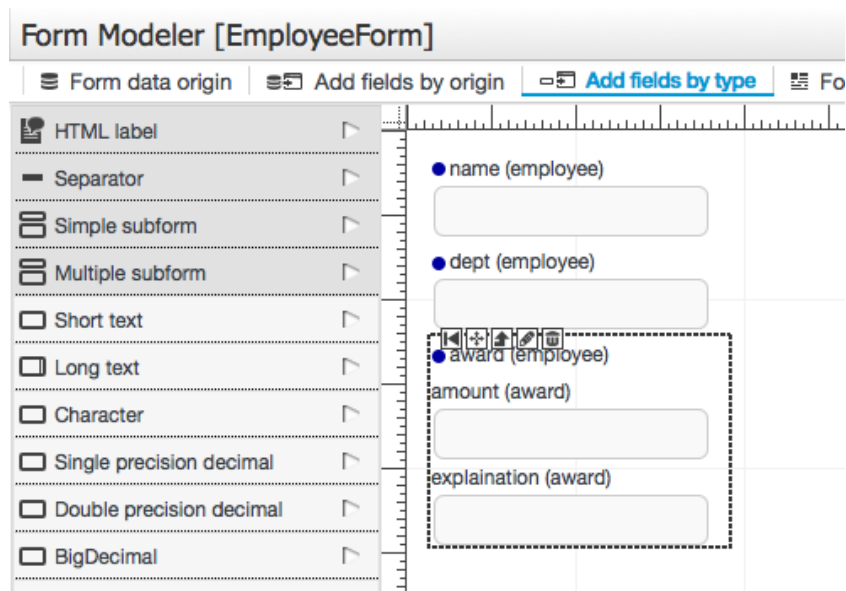 Form Modeler [EmployeeForm]
Form data origin Add fields by origin Add fields by type Fo
HTML label
Separator
Simple subform
Multiple subform
Short text
Long text
Character
Single precision decimal
Double precision decimal
BigDecimal
name (employee)
dept (employee)
award (employee)
amount (award)
explaination (award)